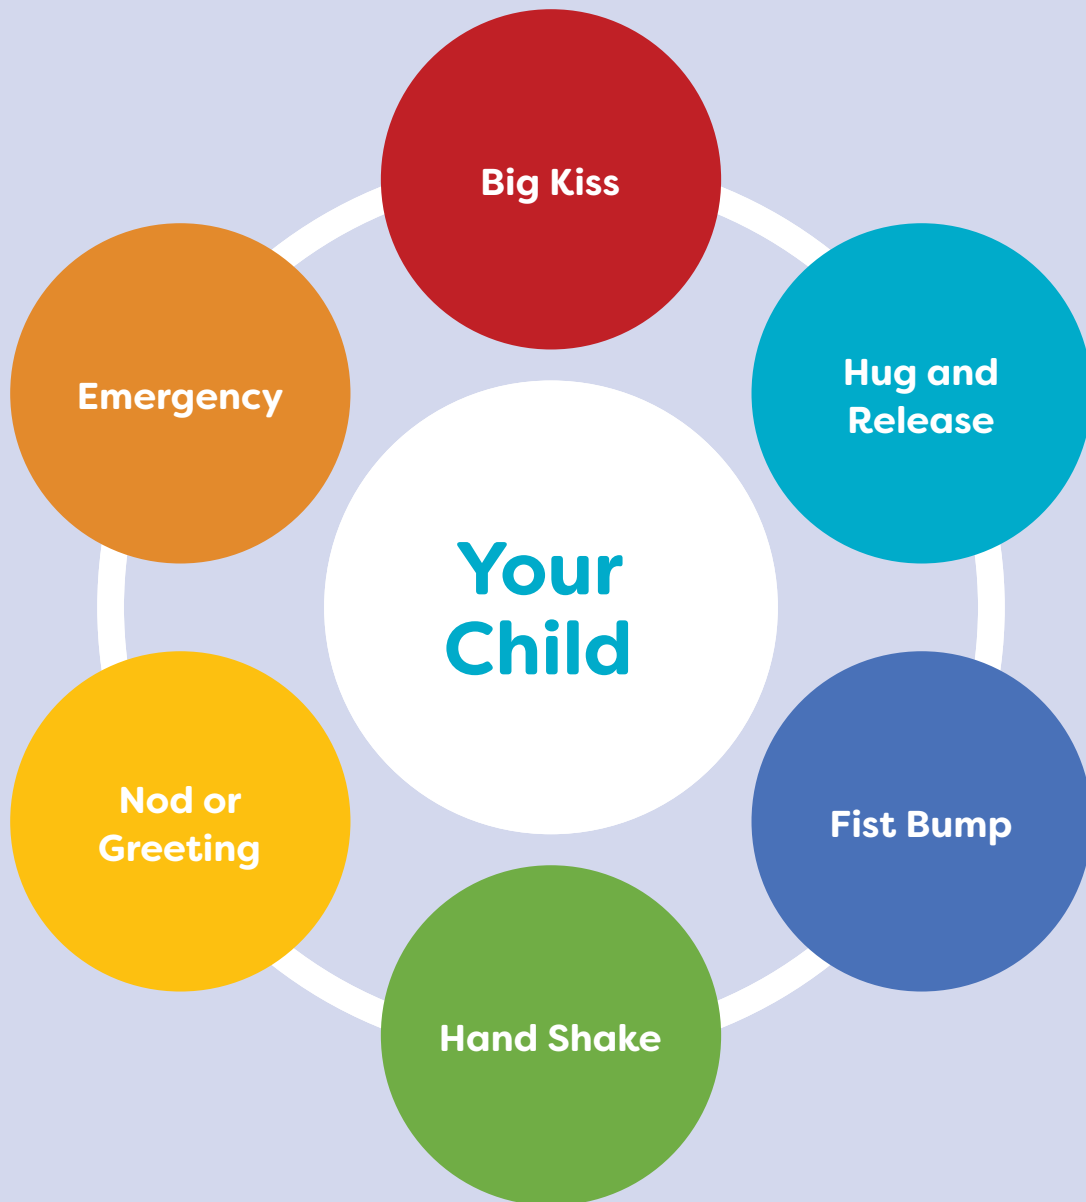 Big Kiss
Hug and
Release
Fist Bump
Hand Shake
Nod or
Greeting
Emergency
Your
Child